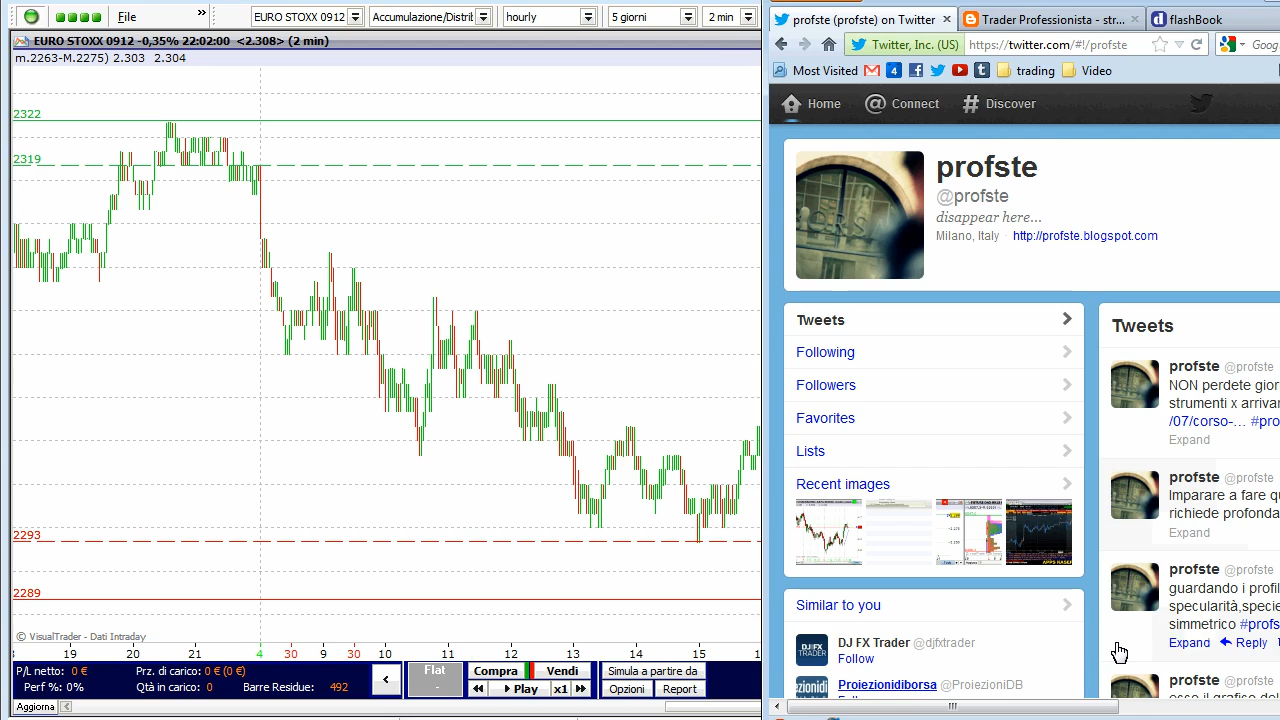 File
»
EURO STOXX 0912
Accumulazione/Distrib
hourly
5 giorni
2 min
EURO STOXX 0912 -0,35% 22:02:00 <2.308> (2 min)
m.2263-M.2275) 2.303 2.304
2322
2319
2293
2289
© VisualTrader - Dati Intraday
19 20 21 4 30 9 30 10 11 12 13 14 15
P/L netto: 0 €
Prz. di carico: 0 € (0 €)
Perf %: 0%
Qtà in carico: 0
Barre Residue: 492
Flat
-
Compra
Vendi
Play
x1
Simula a partire da
Opzioni
Report
Aggiorna
profste (profste) on Twitter
Trader Professionista - str...
flashBook
Twitter, Inc. (US)
https://twitter.com/#!/profste
Goog
Most Visited
trading
Video
Home
Connect
Discover
profste
@profste
disappear here...
Milano, Italy · http://profste.blogspot.com
Tweets
Following
Followers
Favorites
Lists
Recent images
Similar to you
DJ FX Trader @djfxtrader
Follow
Proiezionidiborsa @ProiezioniDB
Tweets
profste @profste
NON perdete gior
strumenti x arrivar
/07/corso-... #pro
Expand
profste @profste
Imparare a fare tr
richiede profonda
Expand
profste @profste
guardando i profil
specularità,specie
simmetrico #profs
Expand Reply
profste @profste